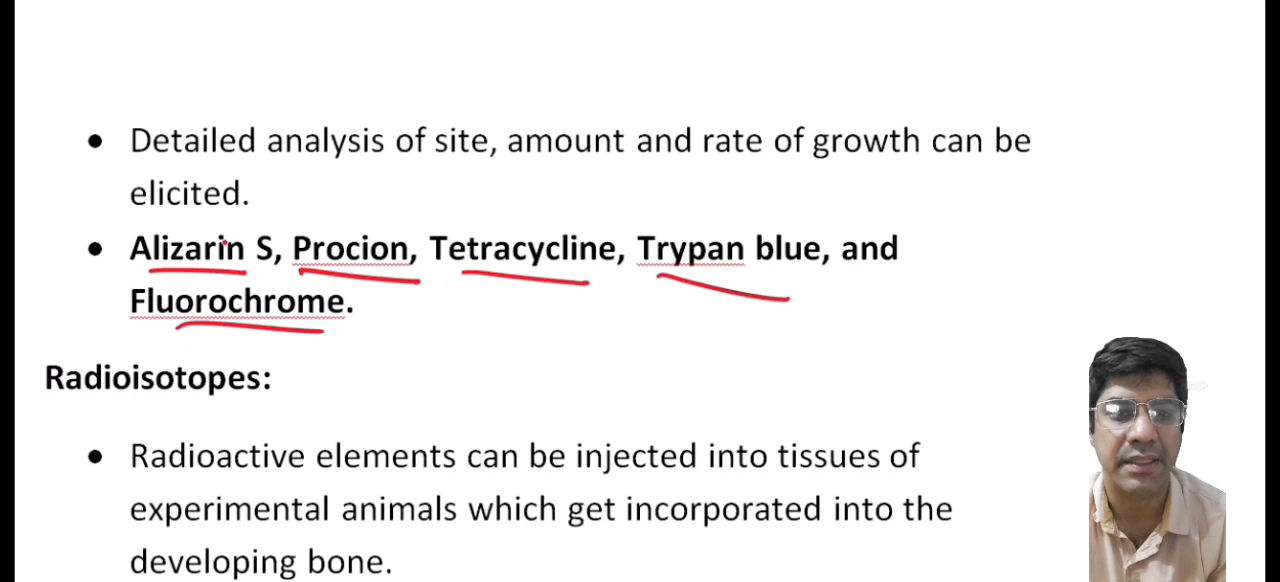 • Detailed analysis of site, amount and rate of growth can be
elicited.
• Alizarin S, Procion, Tetracycline, Trypan blue, and
Fluorochrome.
Radioisotopes:
• Radioactive elements can be injected into tissues of
experimental animals which get incorporated into the
developing bone.